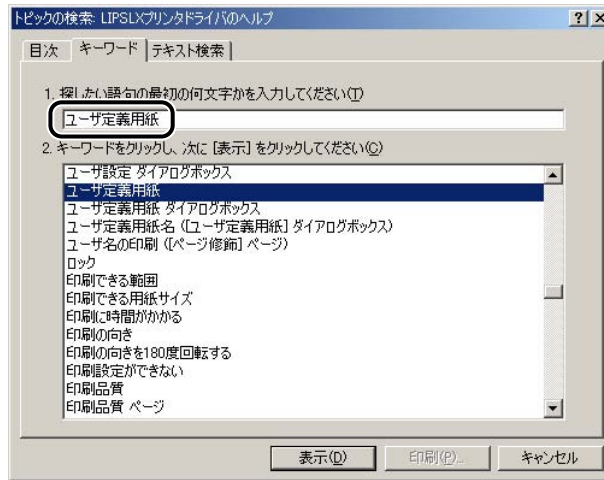 トピックの検索: LIPSLXプリンタドライバのヘルプ
目次 キーワード テキスト検索
1. 探したい語句の最初の何文字かを入力してください(T)
ユーザ定義用紙
2. キーワードをクリックし、次に [表示] をクリックしてください(C)
ユーザ設定 ダイアログボックス
ユーザ定義用紙
ユーザ定義用紙 ダイアログボックス
ユーザ定義用紙名 ([ユーザ定義用紙] ダイアログボックス)
ユーザ名の印刷 ([ページ修飾] ページ)
ロック
印刷できる範囲
印刷できる用紙サイズ
印刷に時間がかかる
印刷の向き
印刷の向きを180度回転する
印刷設定ができない
印刷品質
印刷品質 ページ
表示(D) 印刷(P)... キャンセル